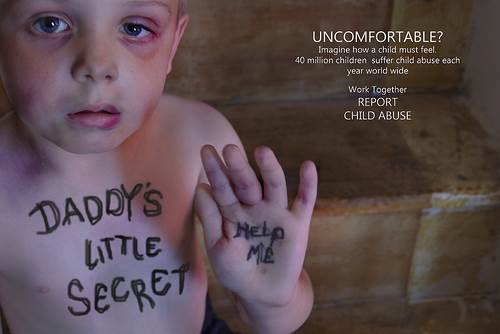 UNCOMFORTABLE?
Imagine how a child must feel.
40 million children suffer child abuse each
year world wide
Work Together
REPORT
CHILD ABUSE
DADDY'S
LITTLE
SECRET
HELP
ME